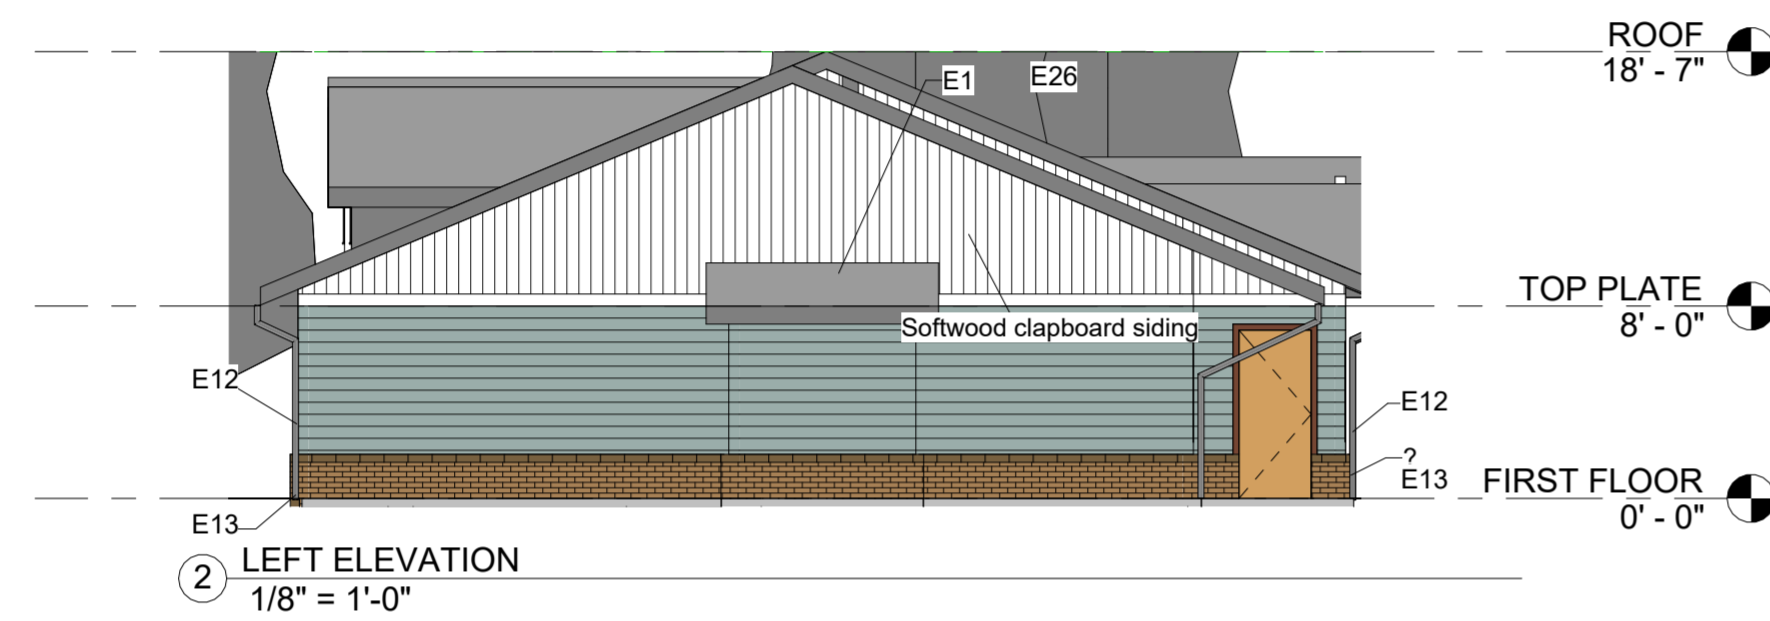 ROOF
18' - 7"
E1
E26
TOP PLATE
8' - 0"
Softwood clapboard siding
E12
E12
?
E13
FIRST FLOOR
0' - 0"
E13
2
LEFT ELEVATION
1/8" = 1'-0"